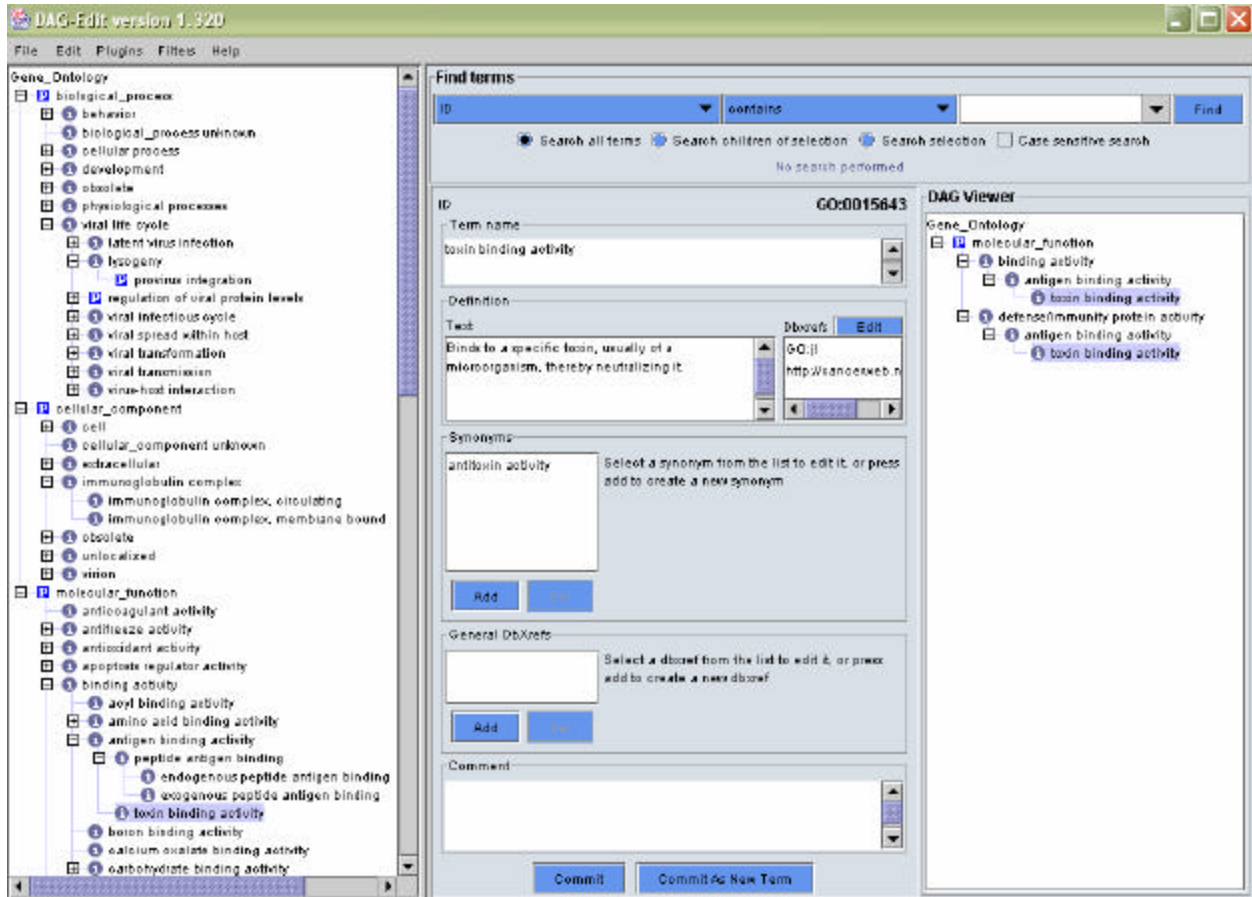 DAG-Edit version 1.320
File Edit Plugins Filters Help
Gene_Ontology
biological_process
behavior
biological_process unknown
cellular process
development
obsolete
physiological processes
viral life cycle
latent virus infection
lysogeny
provirus integration
regulation of viral protein levels
viral infectious cycle
viral spread within host
viral transformation
viral transmission
virus-host interaction
cellular_component
cell
cellular_component unknown
extracellular
immunoglobulin complex
immunoglobulin complex, circulating
immunoglobulin complex, membrane bound
obsolete
unlocalized
virion
molecular_function
anticoagulant activity
antifreeze activity
antioxidant activity
apoptosis regulator activity
binding activity
acyl binding activity
amino acid binding activity
antigen binding activity
peptide antigen binding
endogenous peptide antigen binding
exogenous peptide antigen binding
toxin binding activity
boron binding activity
calcium oxalate binding activity
carbohydrate binding activity
Find terms
ID contains Find
Search all terms Search children of selection Search selection Case sensitive search
No search performed
ID GO:0015643
Term name
toxin binding activity
Definition
Text Dbxrefs Edit
Binds to a specific toxin, usually of a
microorganism, thereby neutralizing it.
GO:jl
http://cancerweb.n
Synonyms
antitoxin activity
Select a synonym from the list to edit it, or press
add to create a new synonym
Add
General DbXrefs
Select a dbxref from the list to edit it, or press
add to create a new dbxref
Add
Comment
Commit Commit As New Term
DAG Viewer
Gene_Ontology
molecular_function
binding activity
antigen binding activity
toxin binding activity
defense/immunity protein activity
antigen binding activity
toxin binding activity